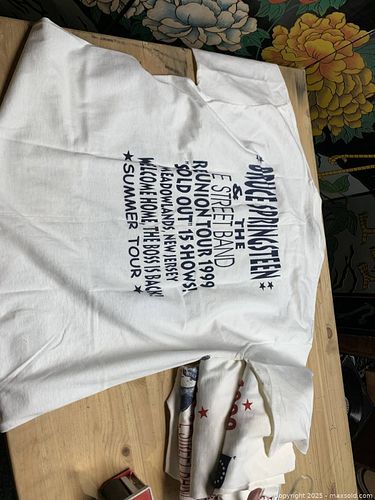 ★ BRUCE SPRINGSTEEN ★★
& THE
E STREET BAND
REUNION TOUR 1999
"SOLD OUT" 15 SHOWS!
MEADOWLANDS NEW JERSEY
WELCOME HOME, THE BOSS IS BACK!
★ SUMMER TOUR ★
Copyright 2025 - maxsold.com